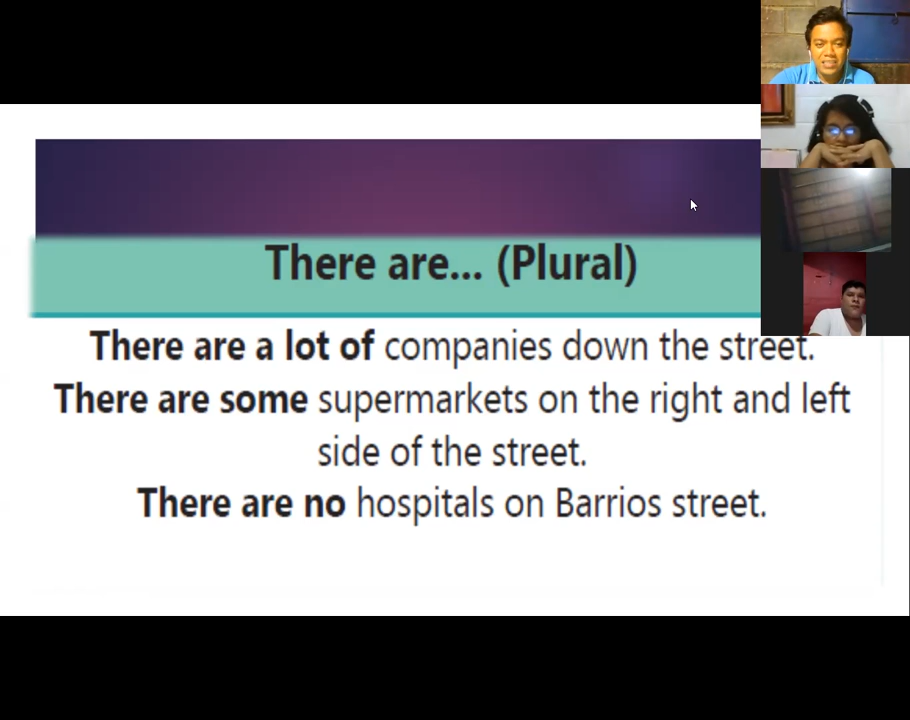 There are... (Plural)
There are a lot of companies down the street.
There are some supermarkets on the right and left
side of the street.
There are no hospitals on Barrios street.